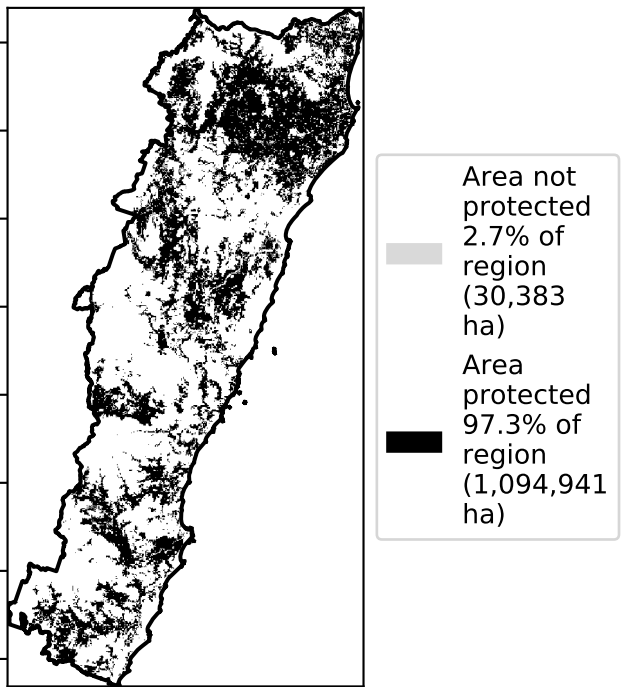 Area not
protected
2.7% of
region
(30,383
ha)
Area
protected
97.3% of
region
(1,094,941
ha)